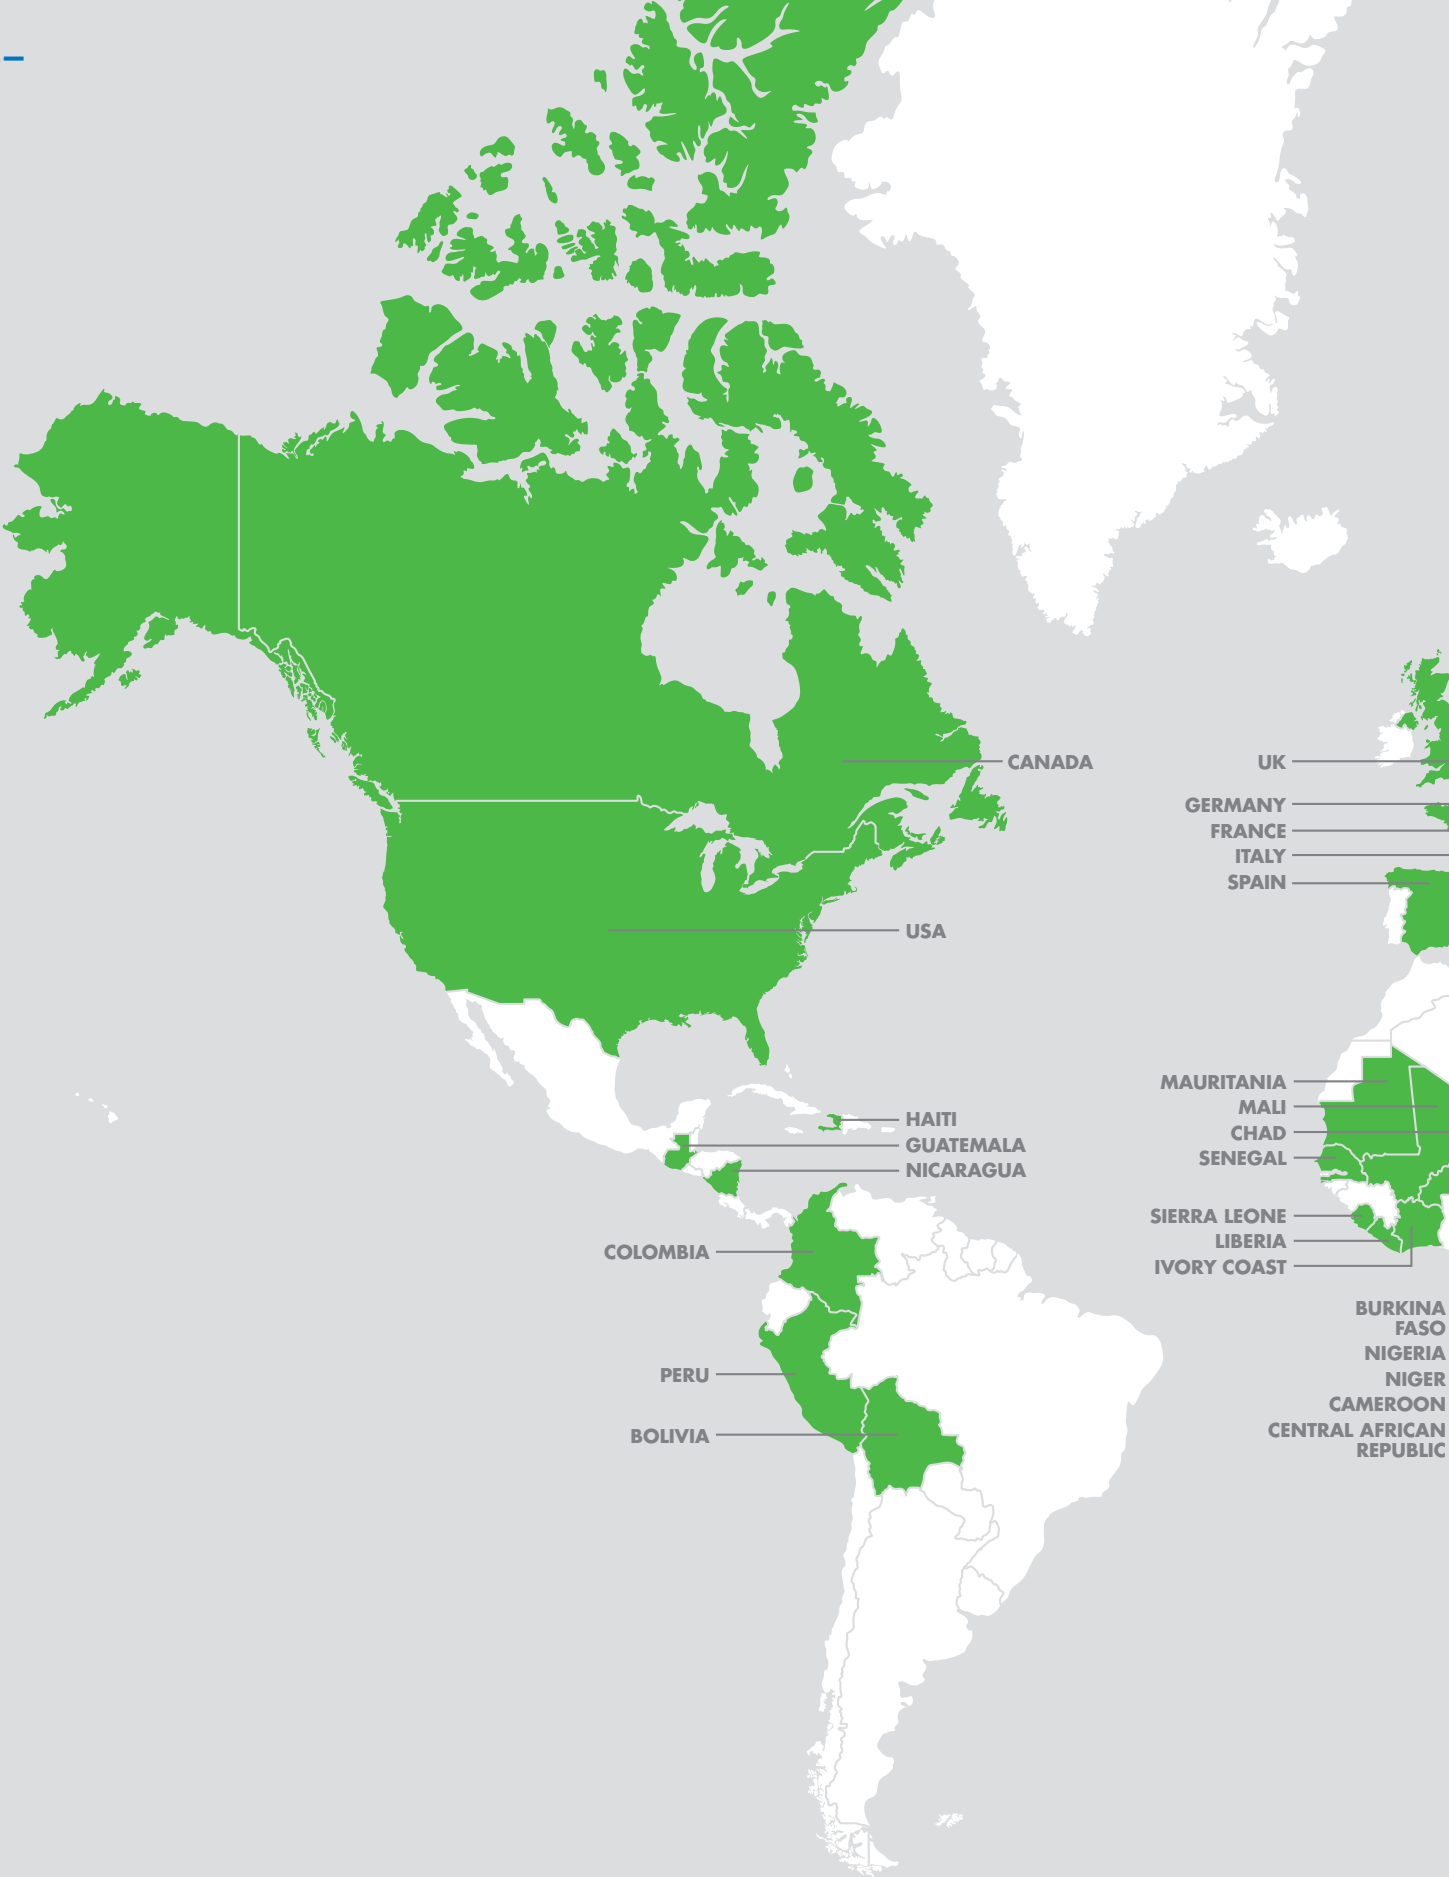 CANADA
UK
GERMANY
FRANCE
ITALY
SPAIN
USA
MAURITANIA
MALI
CHAD
SENEGAL
HAITI
GUATEMALA
NICARAGUA
SIERRA LEONE
LIBERIA
IVORY COAST
COLOMBIA
BURKINA
FASO
NIGERIA
NIGER
CAMEROON
CENTRAL AFRICAN
REPUBLIC
PERU
BOLIVIA